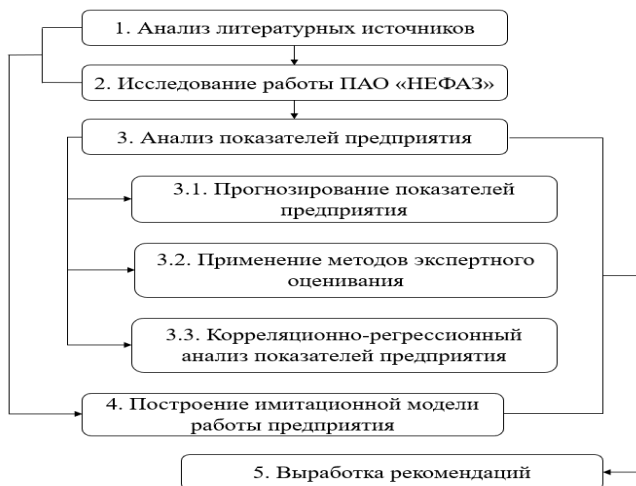 1. Анализ литературных источников
2. Исследование работы ПАО «НЕФАЗ»
3. Анализ показателей предприятия
3.1. Прогнозирование показателей
предприятия
3.2. Применение методов экспертного
оценивания
3.3. Корреляционно-регрессионный
анализ показателей предприятия
4. Построение имитационной модели
работы предприятия
5. Выработка рекомендаций